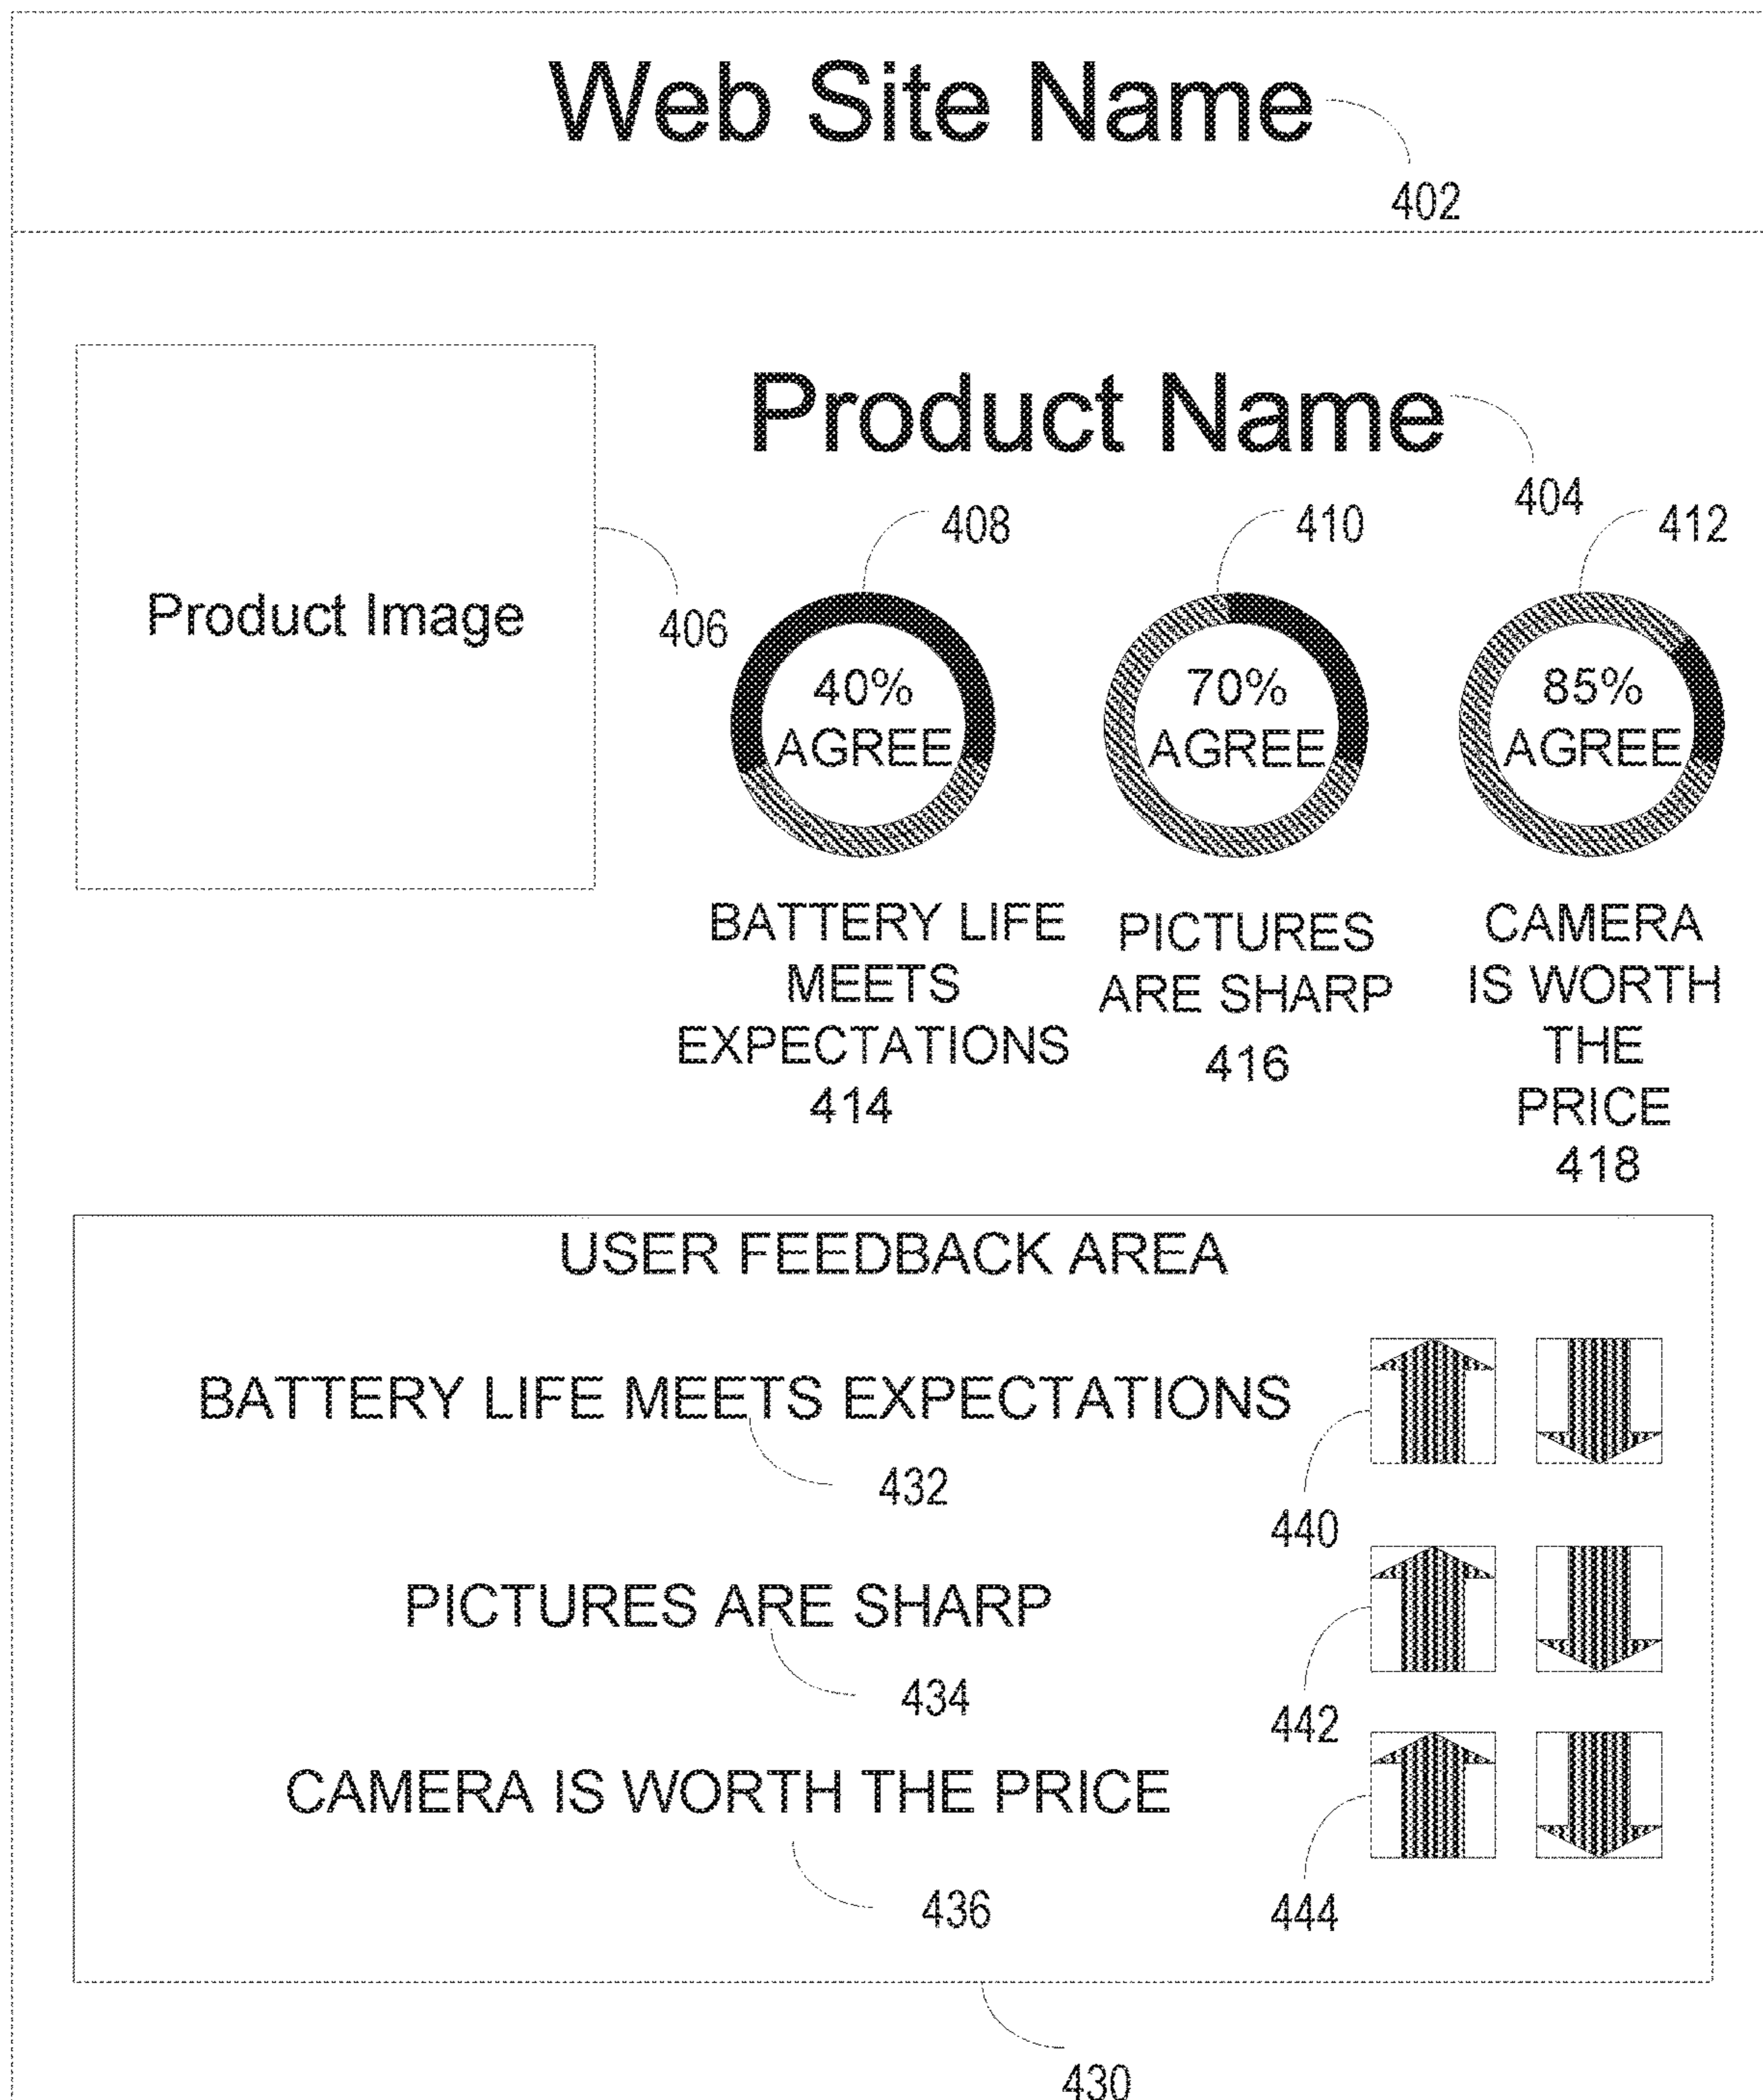 Web Site Name
402
Product Name
404
408
410
412
Product Image
406
40%
AGREE
70%
AGREE
85%
AGREE
BATTERY LIFE
MEETS
EXPECTATIONS
414
PICTURES
ARE SHARP
416
CAMERA
IS WORTH
THE
PRICE
418
USER FEEDBACK AREA
BATTERY LIFE MEETS EXPECTATIONS
432
440
PICTURES ARE SHARP
434
442
CAMERA IS WORTH THE PRICE
436
444
430